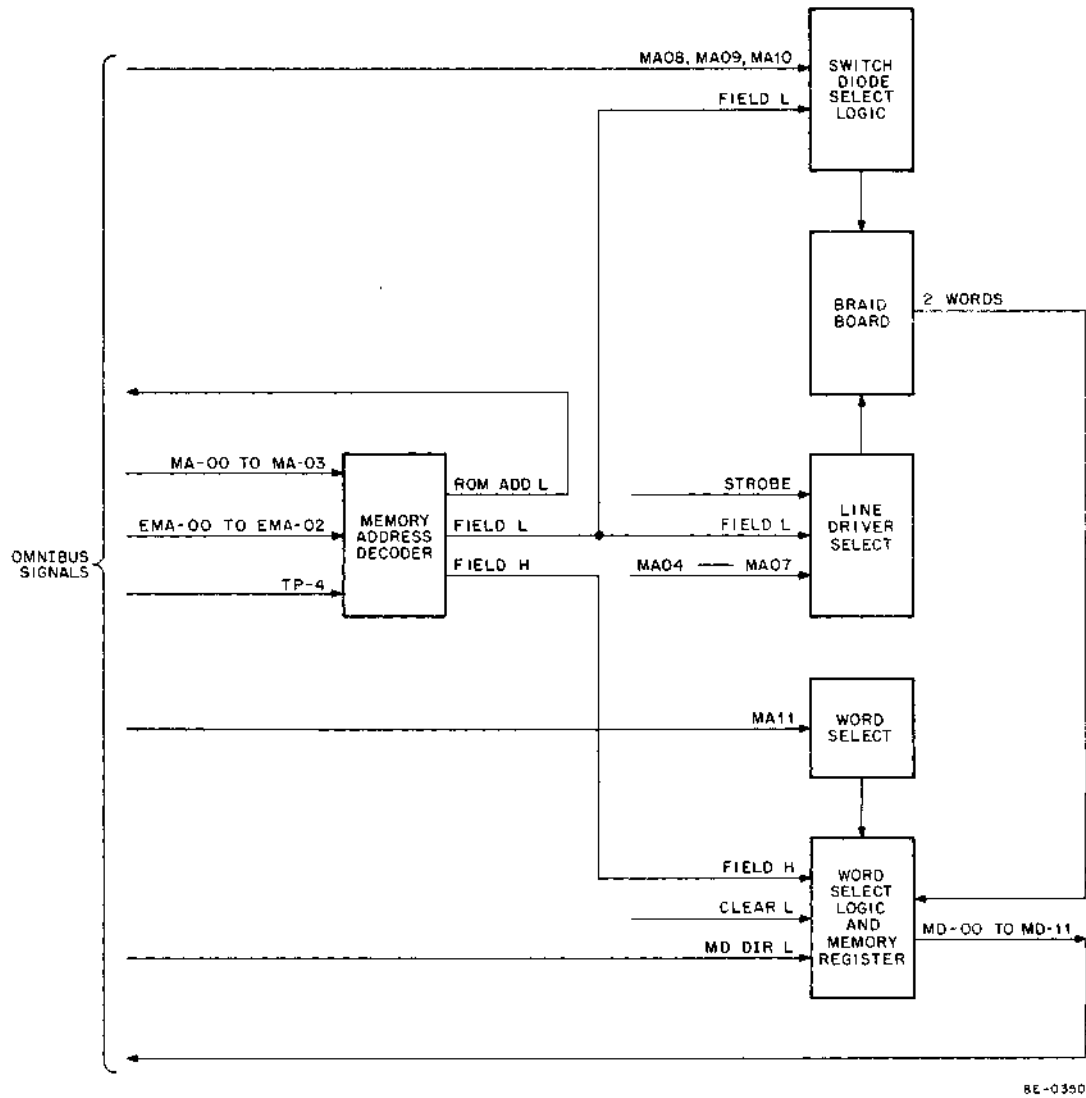 MA08, MA09, MA10
FIELD L
SWITCH
DIODE
SELECT
LOGIC
BRAID
BOARD
2 WORDS
MA-00 TO MA-03
EMA-00 TO EMA-02
TP-4
OMNIBUS
SIGNALS
MEMORY
ADDRESS
DECODER
ROM ADD L
FIELD L
FIELD H
STROBE
FIELD L
MA04 — MA07
LINE
DRIVER
SELECT
MA11
WORD
SELECT
FIELD H
CLEAR L
MD DIR L
WORD
SELECT
LOGIC
AND
MEMORY
REGISTER
MD-00 TO MD-11
8E-0350